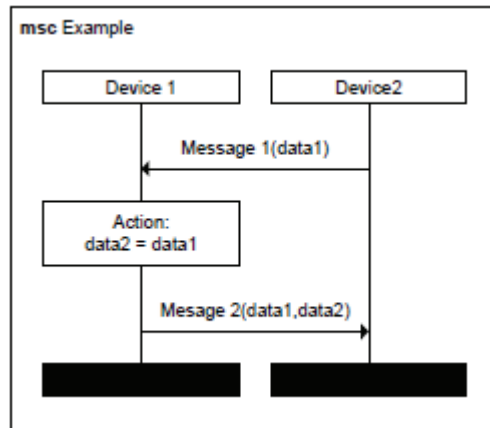 msc Example
Device 1
Device2
Message 1(data1)
Action:
data2 = data1
Mesage 2(data1,data2)